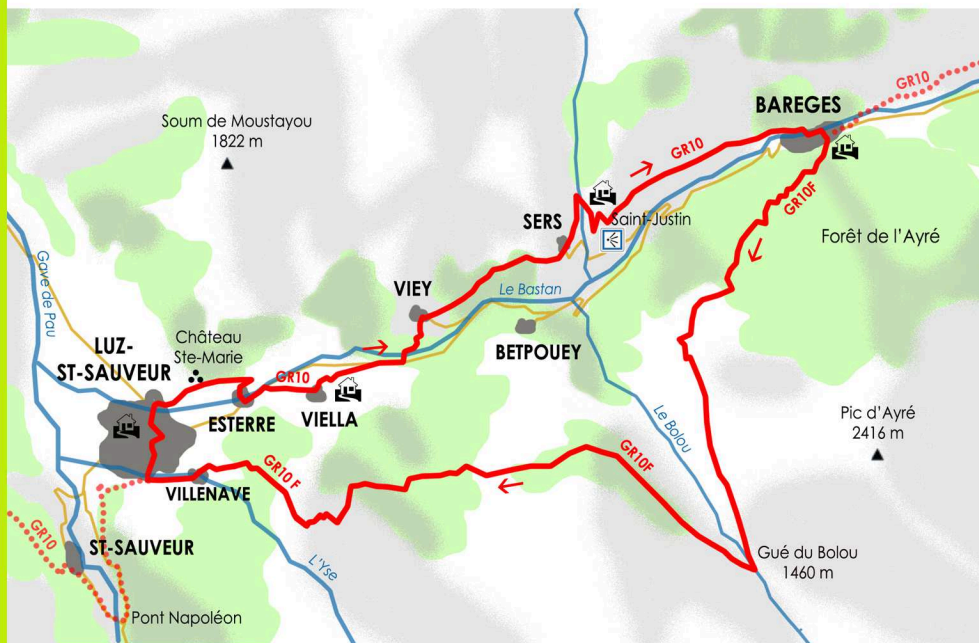 GR10
BAREGES
Soum de Moustayou
1822 m
GR10
GR10F
SERS
Saint-Justin
Forêt de l'Ayré
Gave de Pau
Le Bastan
VIEY
Château
Ste-Marie
LUZ-
ST-SAUVEUR
BETPOUEY
GR10
ESTERRE
VIELLA
Le Bolou
Pic d'Ayré
2416 m
GR10F
GR10 F
VILLENAVE
GR10
ST-SAUVEUR
L'Yse
Gué du Bolou
1460 m
Pont Napoléon